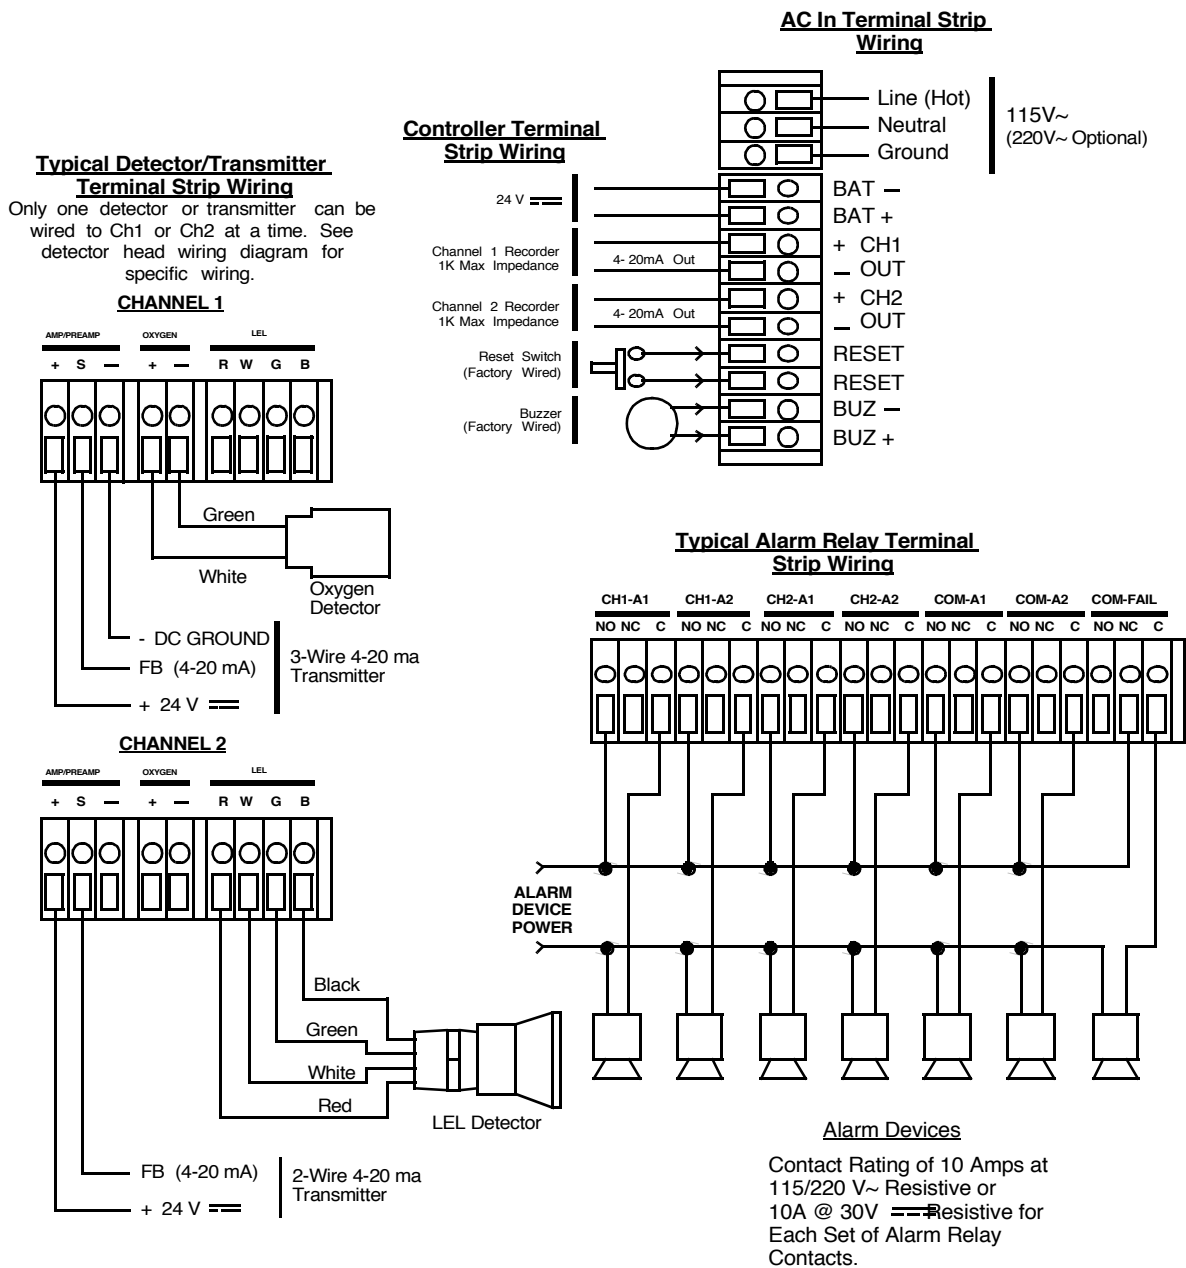 AC In Terminal Strip
Wiring
Line (Hot)
Neutral
Ground
115V~
(220V~ Optional)
Controller Terminal
Strip Wiring
24 V
BAT –
BAT +
Channel 1 Recorder
1K Max Impedance
4- 20mA Out
+ CH1
– OUT
Channel 2 Recorder
1K Max Impedance
4- 20mA Out
+ CH2
– OUT
Reset Switch
(Factory Wired)
RESET
RESET
Buzzer
(Factory Wired)
BUZ –
BUZ +
Typical Detector/Transmitter
Terminal Strip Wiring
Only one detector or transmitter can be
wired to Ch1 or Ch2 at a time. See
detector head wiring diagram for
specific wiring.
CHANNEL 1
AMP/PREAMP OXYGEN LEL
+ S – + – R W G B
Green
White
Oxygen
Detector
- DC GROUND
FB (4-20 mA)
+ 24 V
3-Wire 4-20 ma
Transmitter
CHANNEL 2
AMP/PREAMP OXYGEN LEL
+ S – + – R W G B
Black
Green
White
Red
LEL Detector
FB (4-20 mA)
+ 24 V
2-Wire 4-20 ma
Transmitter
Typical Alarm Relay Terminal
Strip Wiring
CH1-A1 CH1-A2 CH2-A1 CH2-A2 COM-A1 COM-A2 COM-FAIL
NO NC C NO NC C NO NC C NO NC C NO NC C NO NC C NO NC C
ALARM
DEVICE
POWER
Alarm Devices
Contact Rating of 10 Amps at
115/220 V~ Resistive or
10A @ 30V Resistive for
Each Set of Alarm Relay
Contacts.